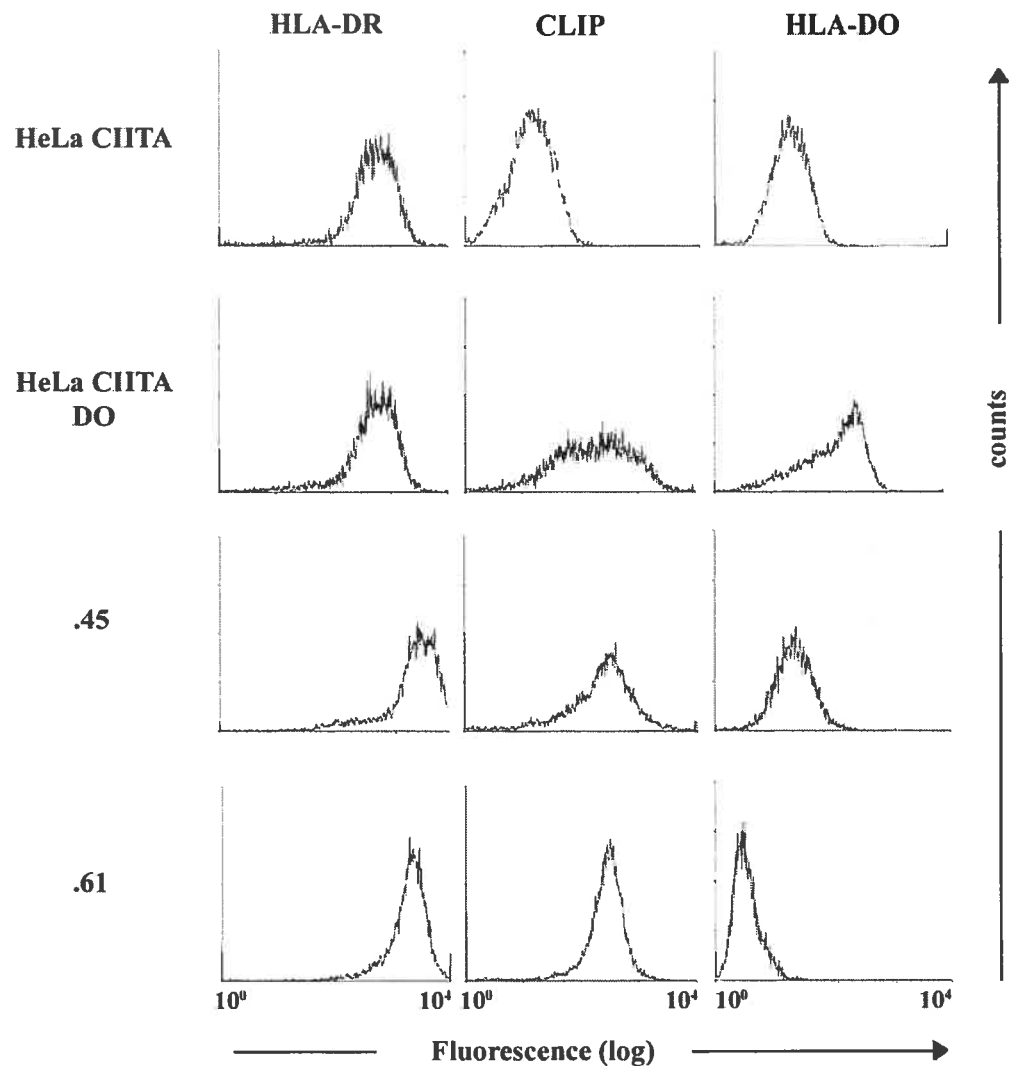 HLA-DR CLIP HLA-DO
HeLa CIITA
HeLa CIITA
DO
counts
.45
.61
10⁰ 10⁴ 10⁰ 10⁴ 10⁰ 10⁴
Fluorescence (log)